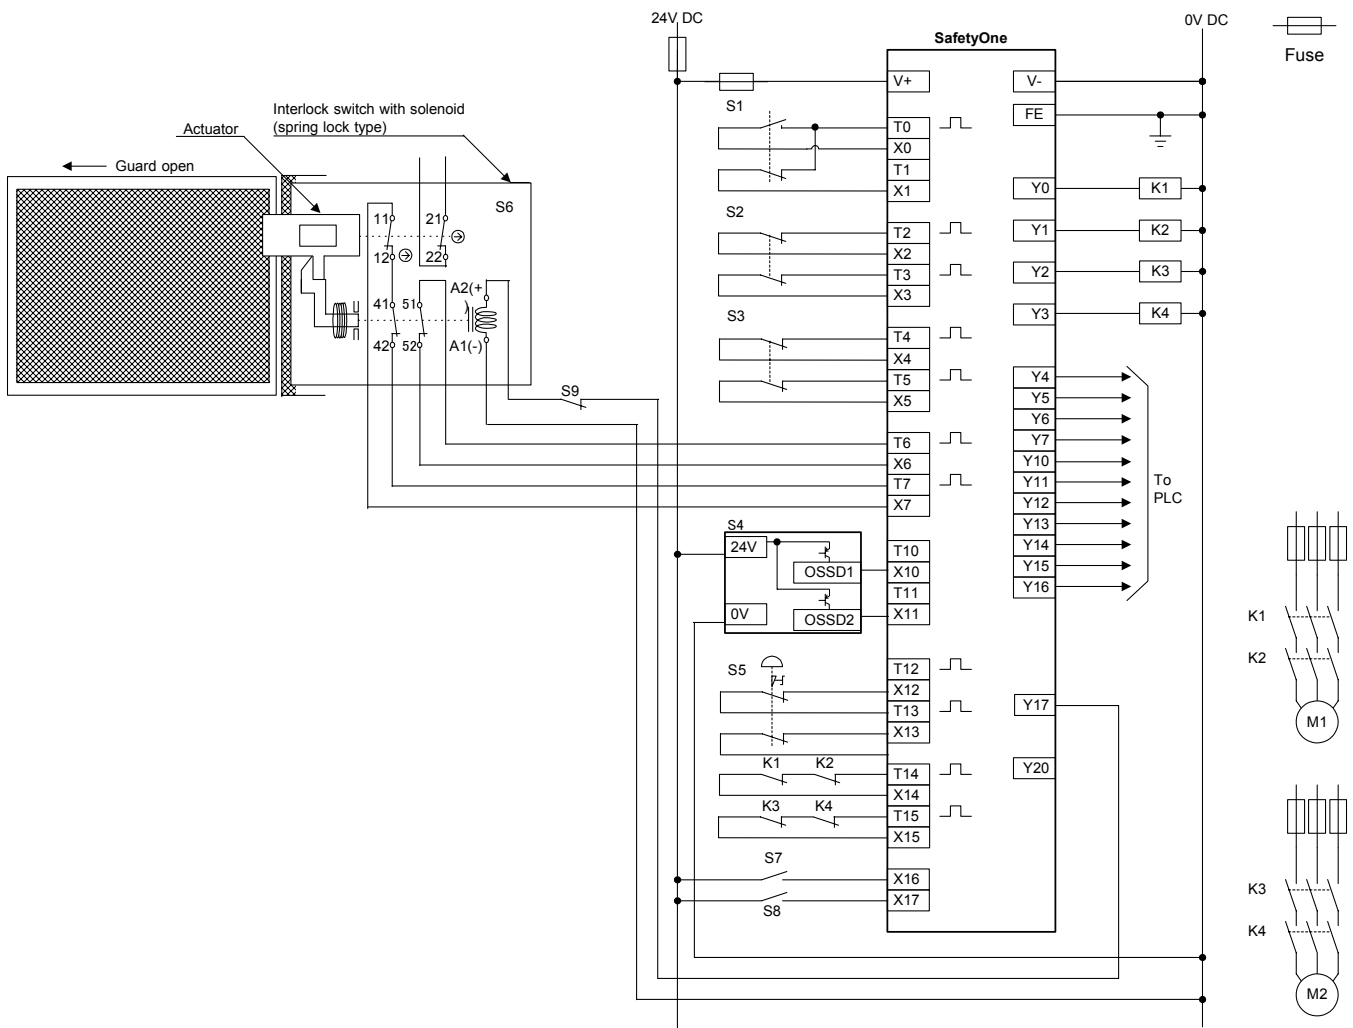 24V DC
0V DC
Fuse
SafetyOne
Interlock switch with solenoid
(spring lock type)
Actuator
Guard open
S6
11
21
12
22
A2(+
)
41
51
42
52
A1(-)
S9
S1
S2
S3
S4
24V
OSSD1
0V
OSSD2
S5
K1
K2
K3
K4
S7
S8
V+
T0
X0
T1
X1
T2
X2
T3
X3
T4
X4
T5
X5
T6
X6
T7
X7
T10
X10
T11
X11
T12
X12
T13
X13
T14
X14
T15
X15
X16
X17
V-
FE
Y0
K1
Y1
K2
Y2
K3
Y3
K4
Y4
Y5
Y6
Y7
Y10
Y11
Y12
Y13
Y14
Y15
Y16
To
PLC
Y17
Y20
K1
K2
M1
K3
K4
M2